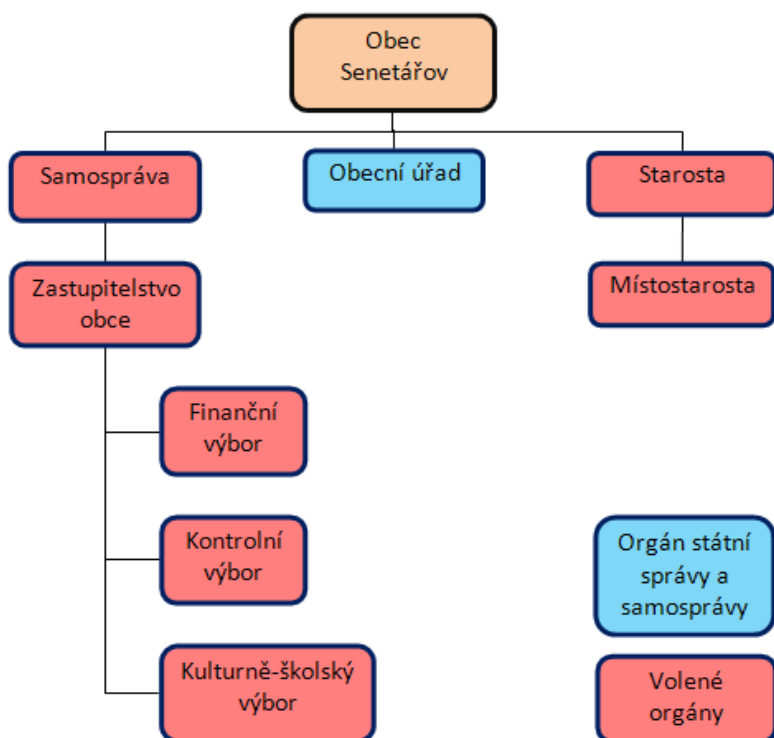 Obec
Senetářov
Samospráva
Obecní úřad
Starosta
Zastupitelstvo
obce
Místostarosta
Finanční
výbor
Kontrolní
výbor
Orgán státní
správy a
samosprávy
Kulturně-školský
výbor
Volené
orgány